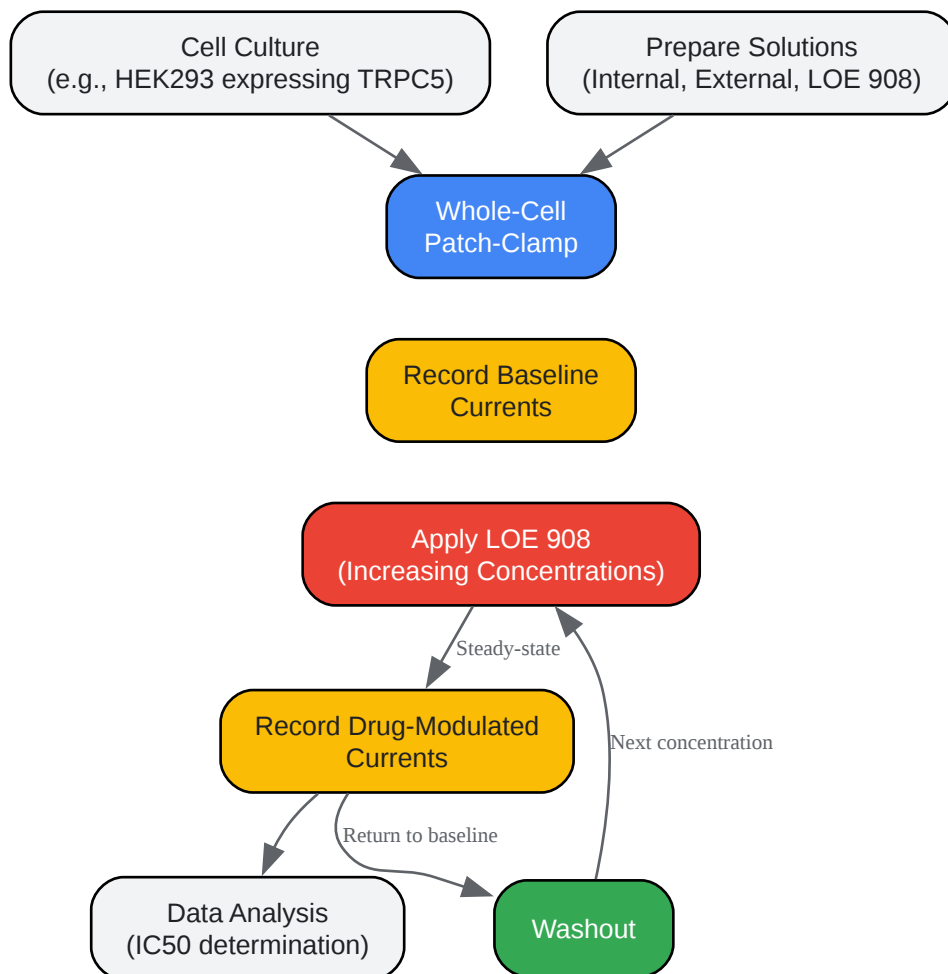 Cell Culture
(e.g., HEK293 expressing TRPC5)
Prepare Solutions
(Internal, External, LOE 908)
Whole-Cell
Patch-Clamp
Record Baseline
Currents
Apply LOE 908
(Increasing Concentrations)
Steady-state
Record Drug-Modulated
Currents
Next concentration
Return to baseline
Data Analysis
(IC50 determination)
Washout